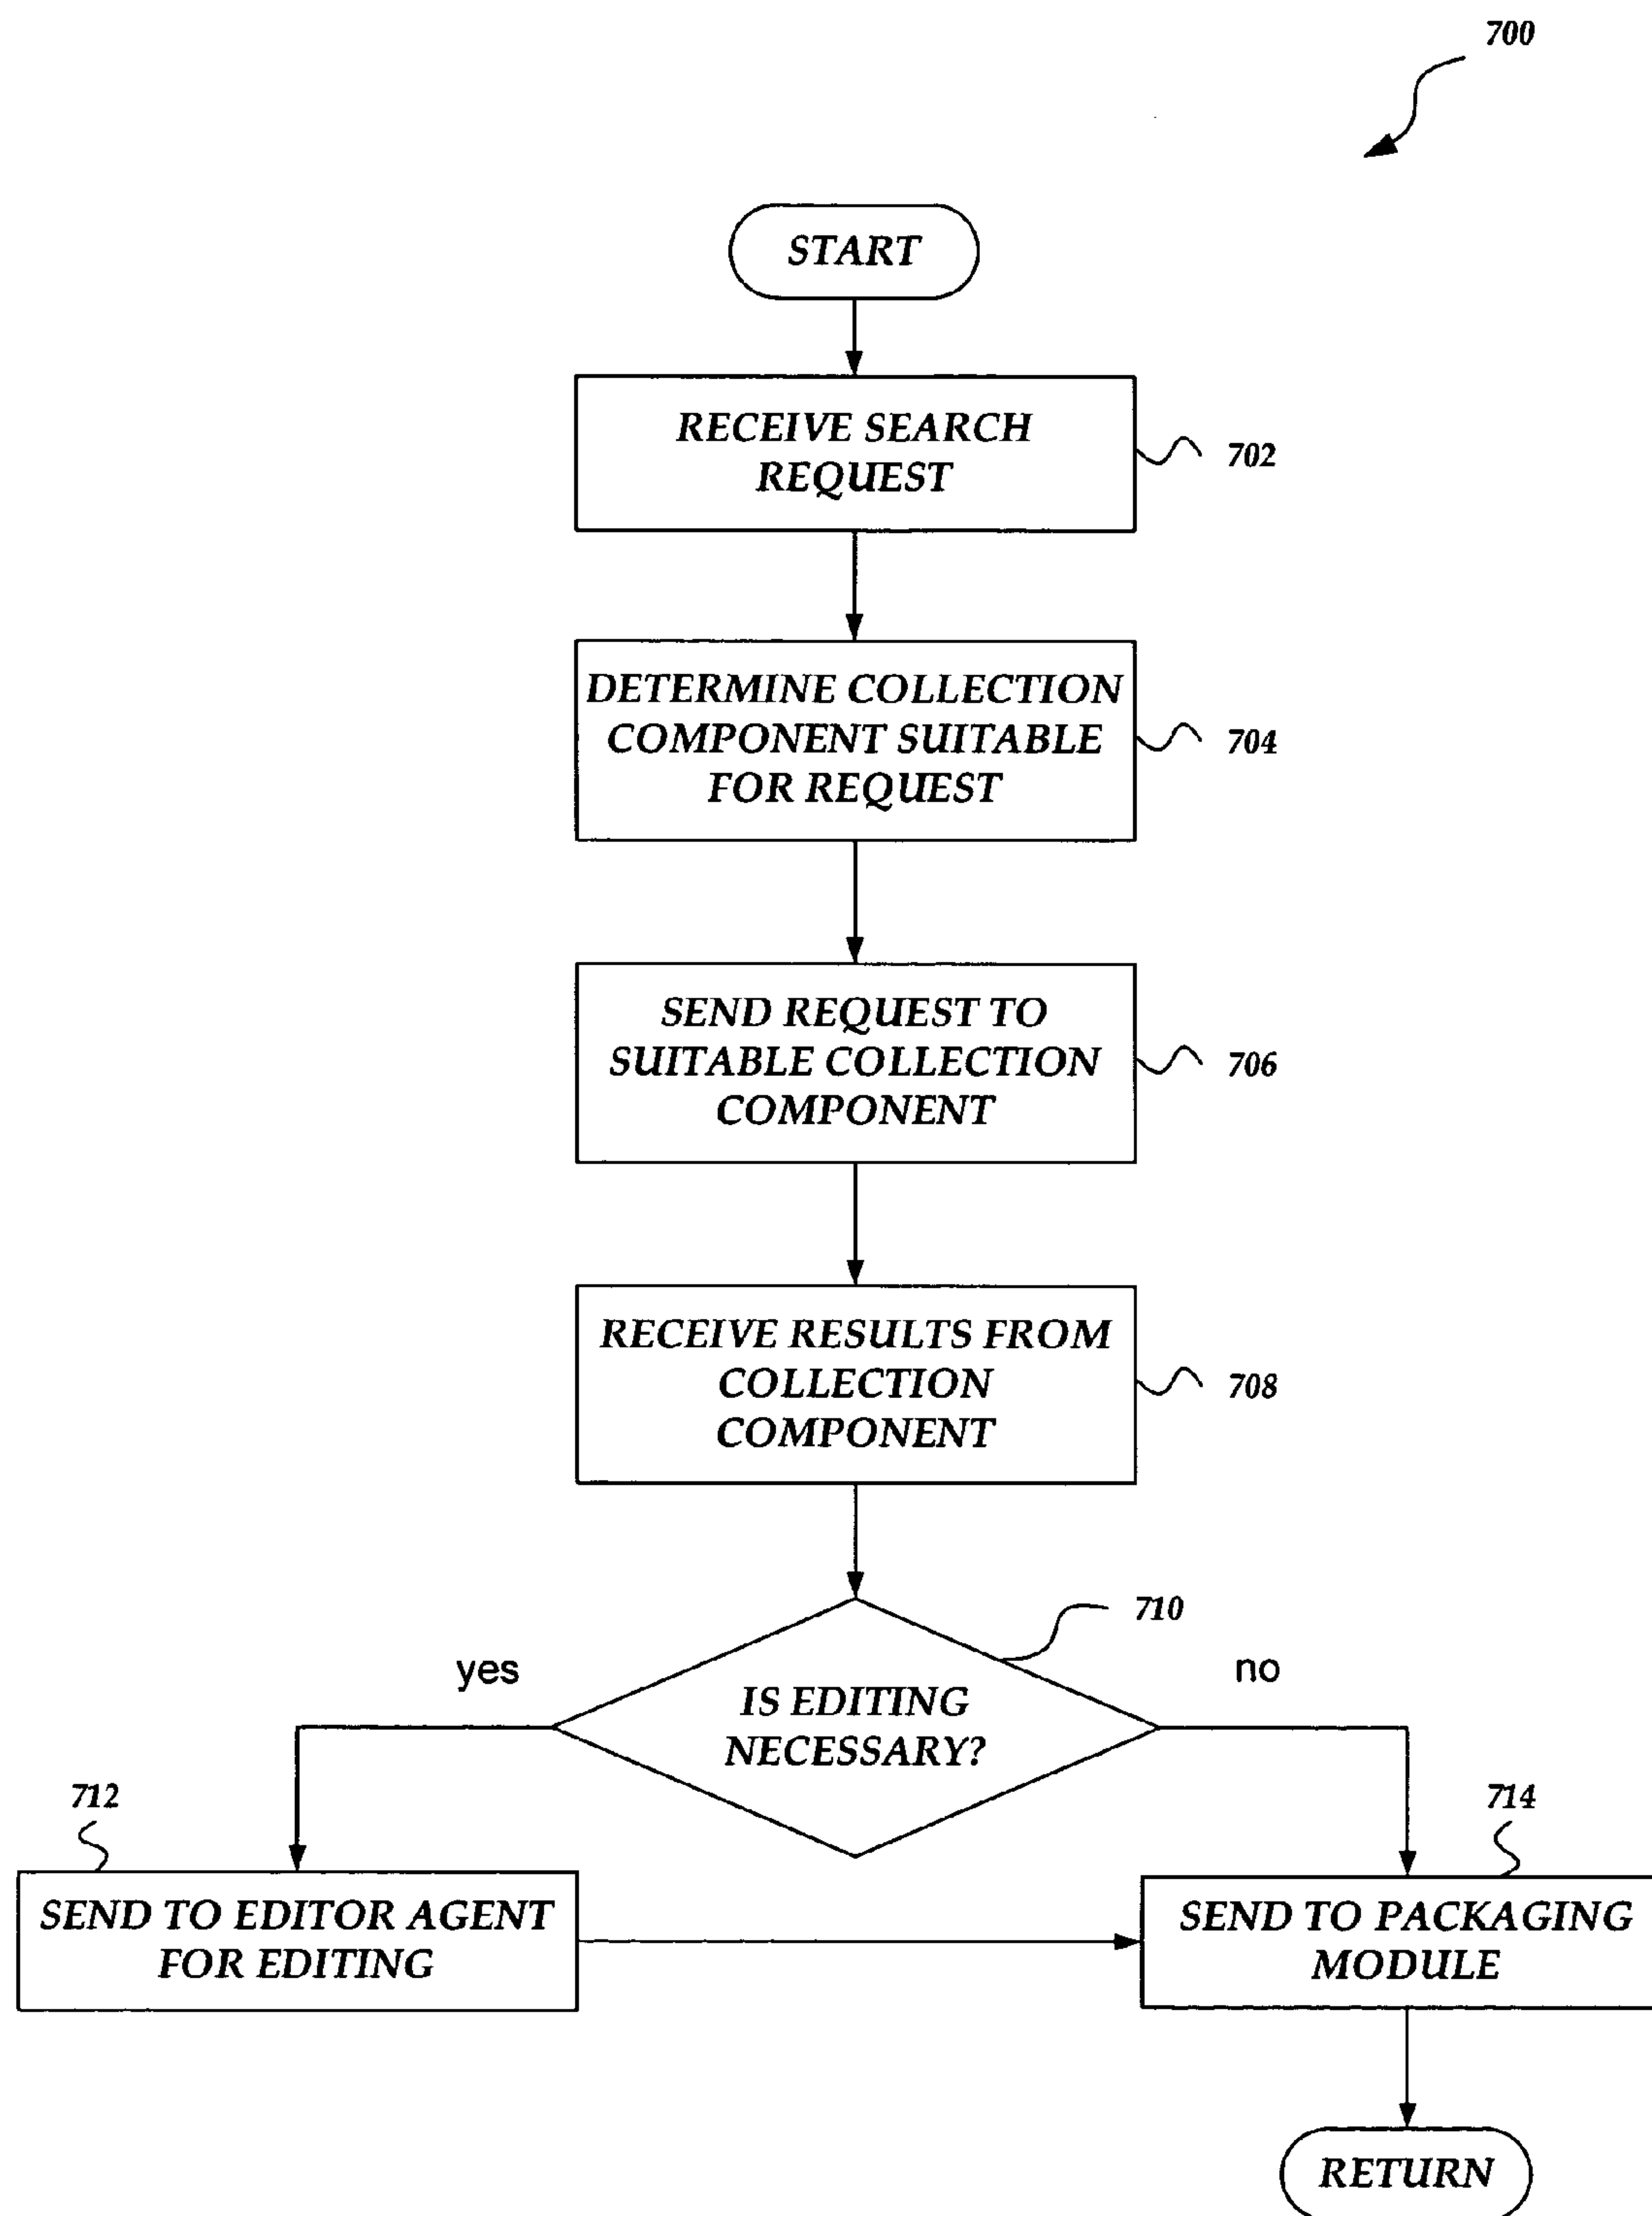 700
START
RECEIVE SEARCH
REQUEST
702
DETERMINE COLLECTION
COMPONENT SUITABLE
FOR REQUEST
704
SEND REQUEST TO
SUITABLE COLLECTION
COMPONENT
706
RECEIVE RESULTS FROM
COLLECTION
COMPONENT
708
710
yes
no
IS EDITING
NECESSARY?
712
714
SEND TO EDITOR AGENT
FOR EDITING
SEND TO PACKAGING
MODULE
RETURN